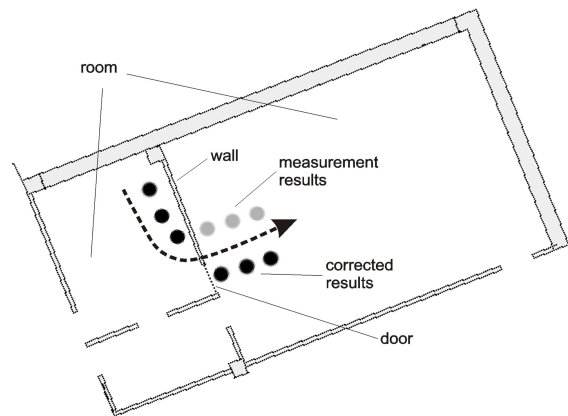 room
wall
measurement
results
corrected
results
door